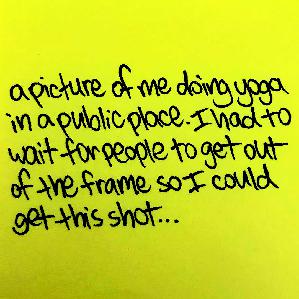 a picture of me doing yoga
in a public place. I had to
wait for people to get out
of the frame so I could
get this shot...